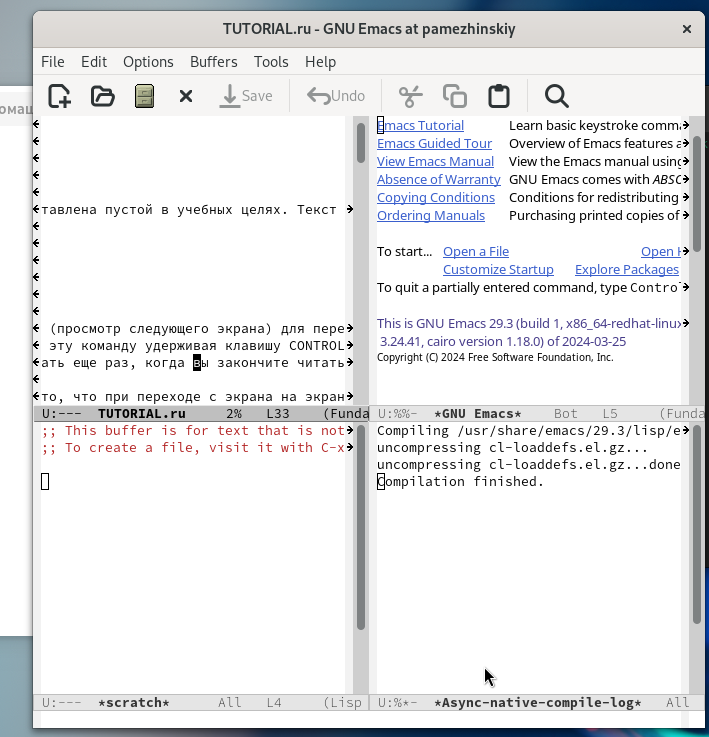 TUTORIAL.ru - GNU Emacs at pamezhinskiy
File Edit Options Buffers Tools Help
Save Undo
тавлена пустой в учебных целях. Текст
(просмотр следующего экрана) для пере
эту команду удерживая клавишу CONTROL
ать еще раз, когда вы закончите читать
то, что при переходе с экрана на экран
U:--- TUTORIAL.ru 2% L33 (Funda
Emacs Tutorial Learn basic keystroke comma
Emacs Guided Tour Overview of Emacs features a
View Emacs Manual View the Emacs manual using
Absence of Warranty GNU Emacs comes with ABSO
Copying Conditions Conditions for redistributing
Ordering Manuals Purchasing printed copies of
To start... Open a File Open H
Customize Startup Explore Packages
To quit a partially entered command, type Contro
This is GNU Emacs 29.3 (build 1, x86_64-redhat-linux
3.24.41, cairo version 1.18.0) of 2024-03-25
Copyright (C) 2024 Free Software Foundation, Inc.
U:%%- *GNU Emacs* Bot L5 (Funda
;; This buffer is for text that is not
;; To create a file, visit it with C-x
U:--- *scratch* All L4 (Lisp
Compiling /usr/share/emacs/29.3/lisp/e
uncompressing cl-loaddefs.el.gz...
uncompressing cl-loaddefs.el.gz...done
Compilation finished.
U:%*- *Async-native-compile-log* All